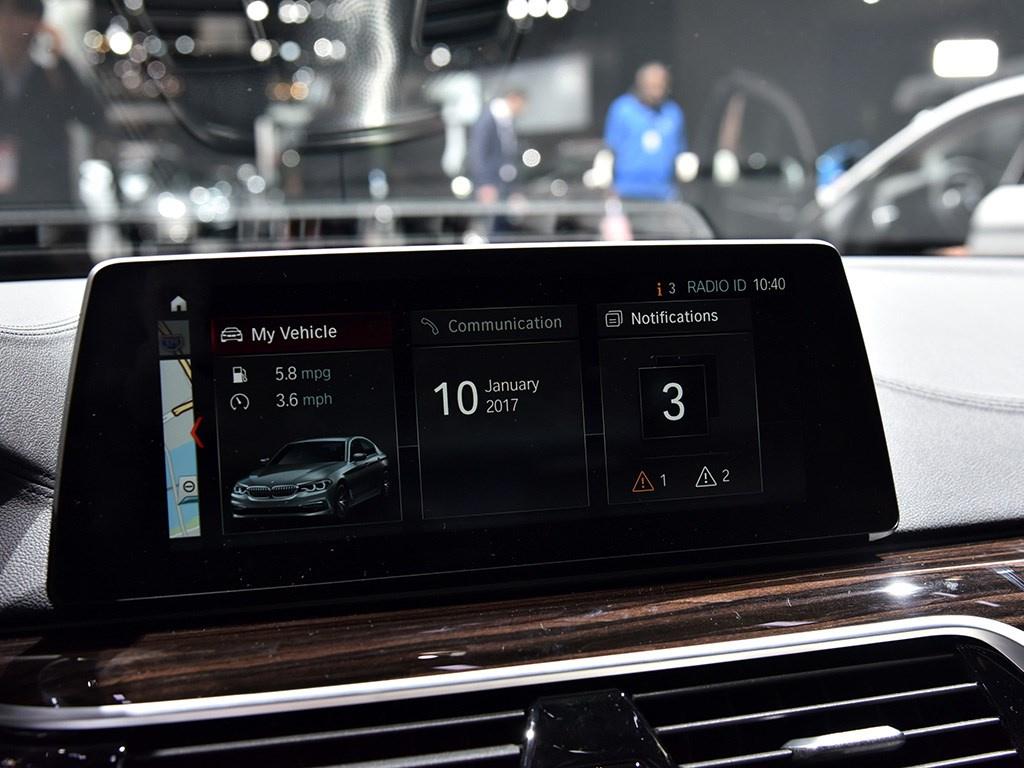 i 3 RADIO ID 10:40
My Vehicle
5.8 mpg
3.6 mph
Communication
10 January
2017
Notifications
3
1 2